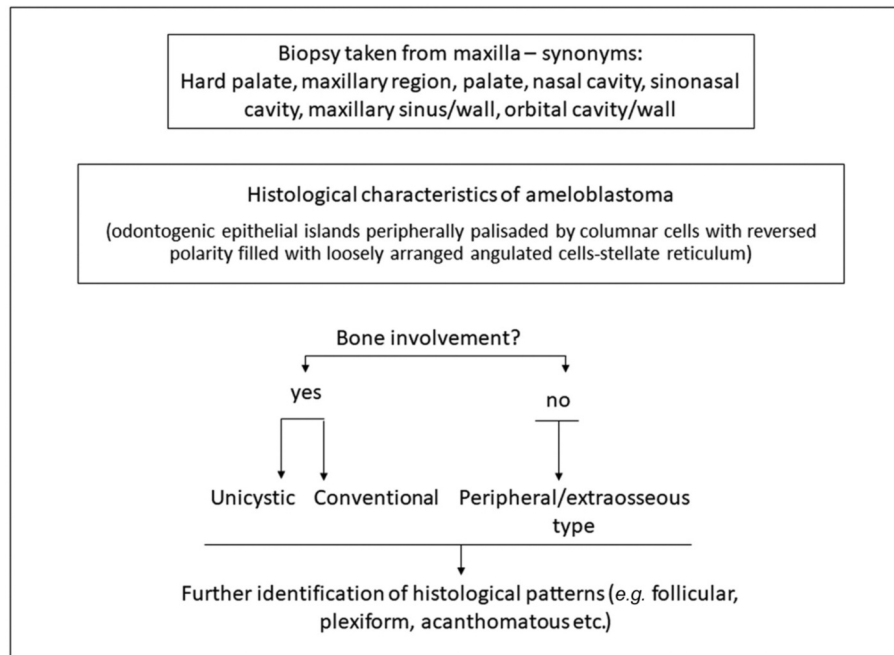 Biopsy taken from maxilla – synonyms:
Hard palate, maxillary region, palate, nasal cavity, sinonasal
cavity, maxillary sinus/wall, orbital cavity/wall
Histological characteristics of ameloblastoma
(odontogenic epithelial islands peripherally palisaded by columnar cells with reversed
polarity filled with loosely arranged angulated cells-stellate reticulum)
Bone involvement?
yes
no
Unicystic Conventional Peripheral/extraosseous
type
Further identification of histological patterns (e.g. follicular,
plexiform, acanthomatous etc.)